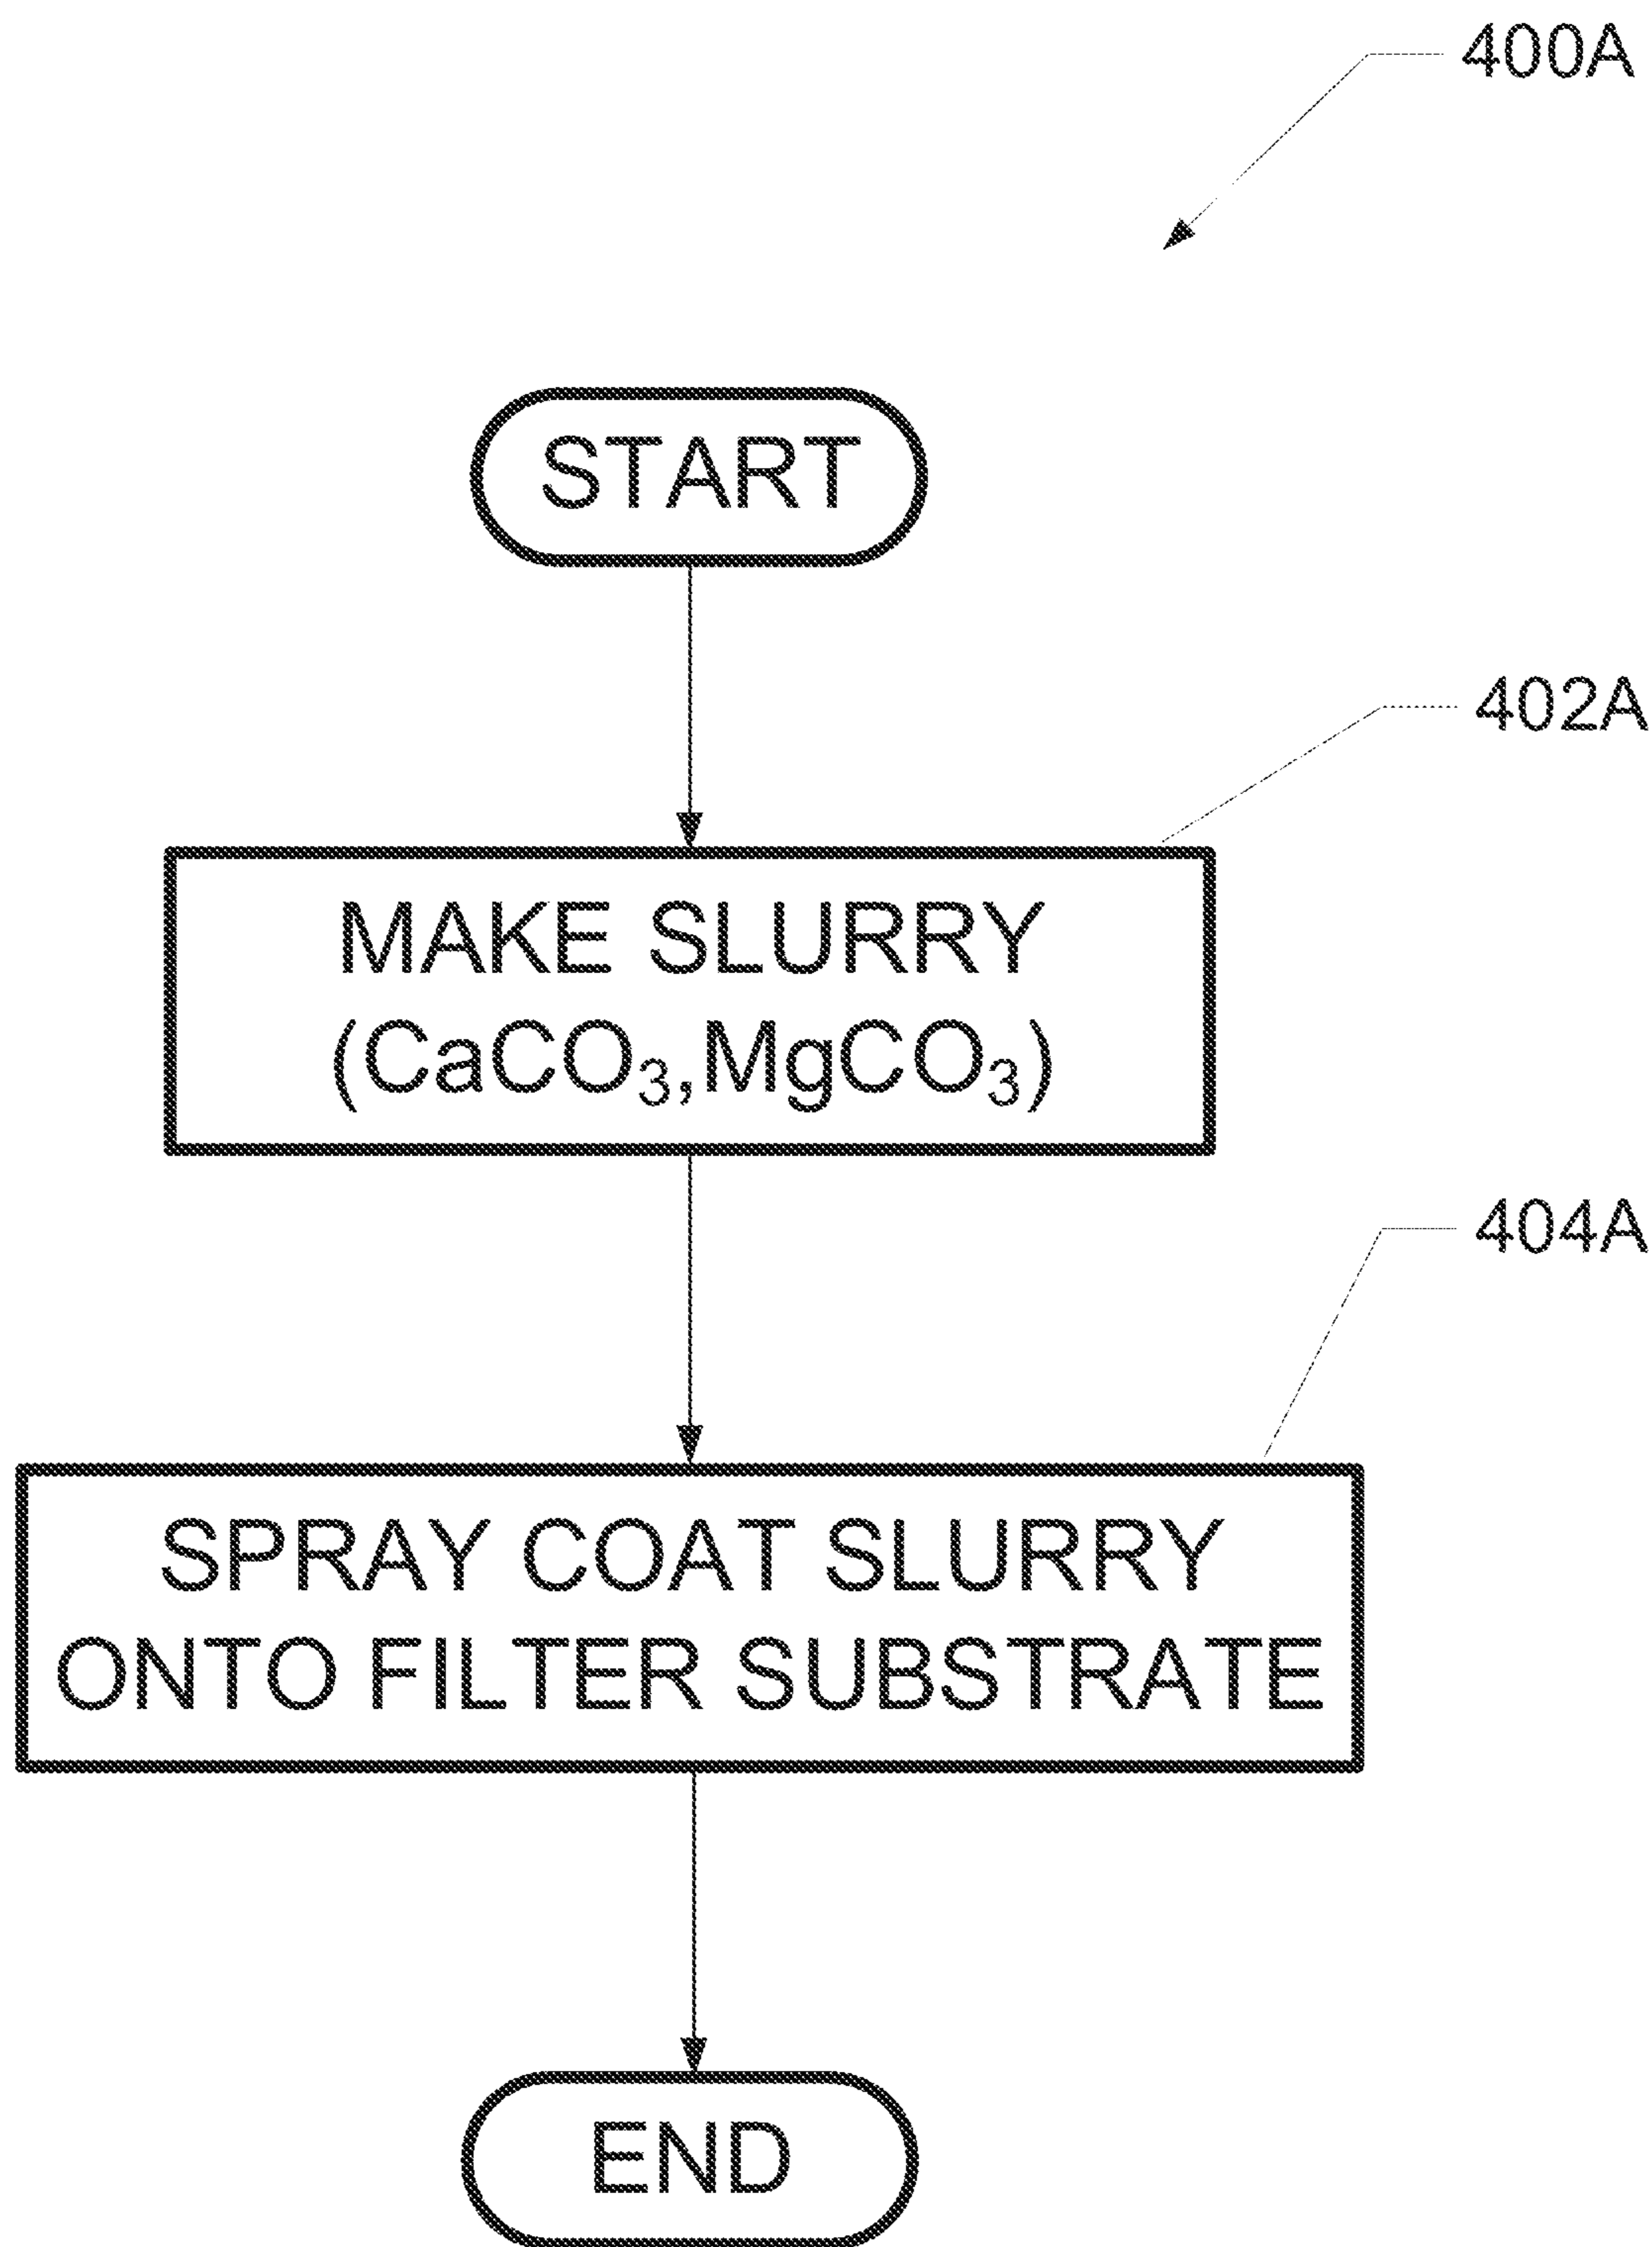 400A
START
402A
MAKE SLURRY
(CaCO₃,MgCO₃)
404A
SPRAY COAT SLURRY
ONTO FILTER SUBSTRATE
END